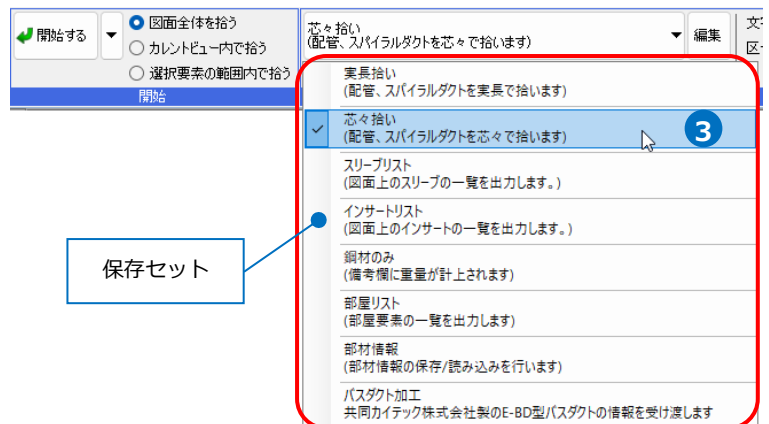 開始する
図面全体を拾う
カレントビュー内で拾う
選択要素の範囲内で拾う
開始
芯々拾い
(配管、スパイラルダクトを芯々で拾います)
編集
実長拾い
(配管、スパイラルダクトを実長で拾います)
芯々拾い
(配管、スパイラルダクトを芯々で拾います)
3
スリーブリスト
(図面上のスリーブの一覧を出力します。)
インサートリスト
(図面上のインサートの一覧を出力します。)
保存セット
鋼材のみ
(備考欄に重量が計上されます)
部屋リスト
(部屋要素の一覧を出力します)
部材情報
(部材情報の保存/読み込みを行います)
バスダクト加工
共同カイテック株式会社製のE-BD型バスダクトの情報を受け渡します